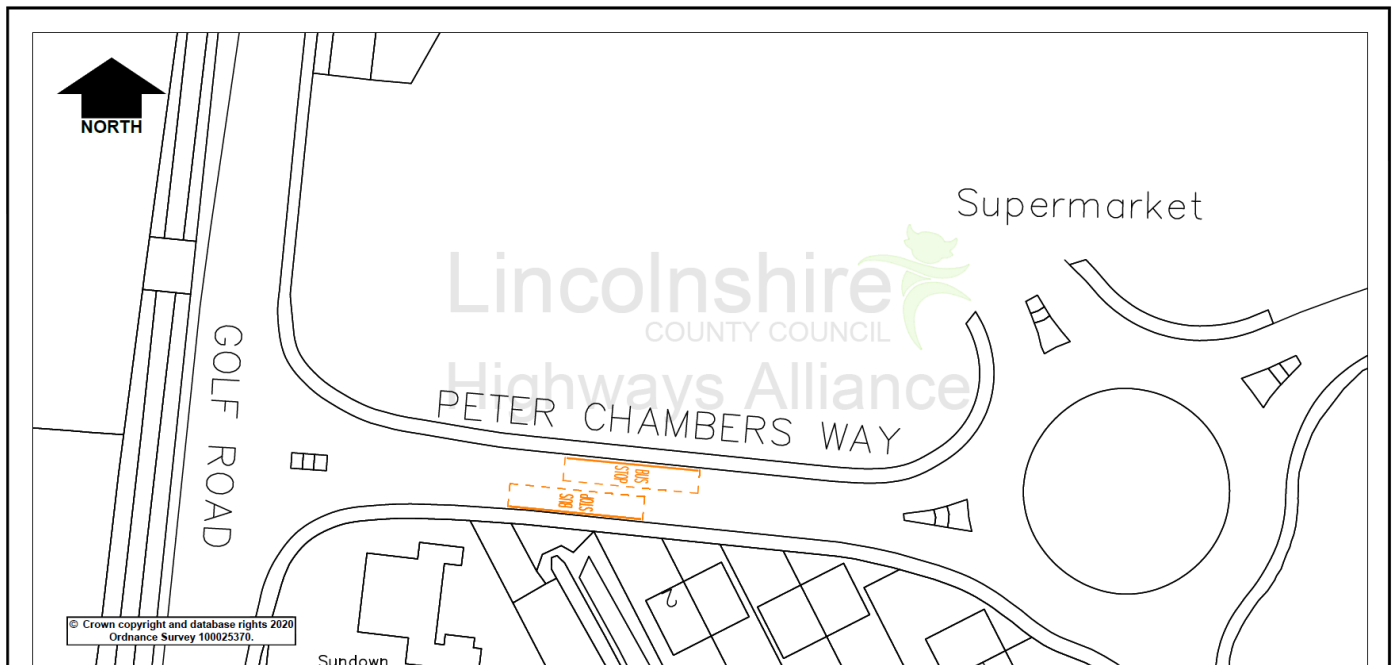 NORTH
Supermarket
Lincolnshire
COUNTY COUNCIL
Highways Alliance
GOLF ROAD
PETER CHAMBERS WAY
BUS
STOP
BUS
STOP
2
© Crown copyright and database rights 2020
Ordnance Survey 100025370.
Sundown